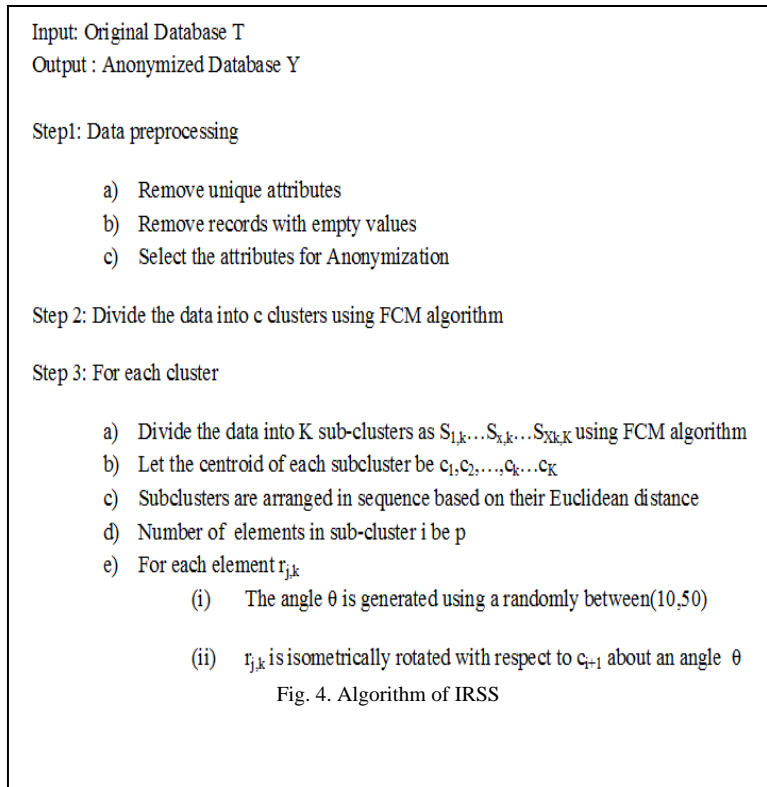 Input: Original Database T
Output : Anonymized Database Y
Step1: Data preprocessing
a) Remove unique attributes
b) Remove records with empty values
c) Select the attributes for Anonymization
Step 2: Divide the data into c clusters using FCM algorithm
Step 3: For each cluster
a) Divide the data into K sub-clusters as S1,k…Sx,k…SXk,K using FCM algorithm
b) Let the centroid of each subcluster be c1,c2,…,ck…cK
c) Subclusters are arranged in sequence based on their Euclidean distance
d) Number of elements in sub-cluster i be p
e) For each element rj,k
(i) The angle θ is generated using a randomly between(10,50)
(ii) rj,k is isometrically rotated with respect to ci+1 about an angle θ
Fig. 4. Algorithm of IRSS